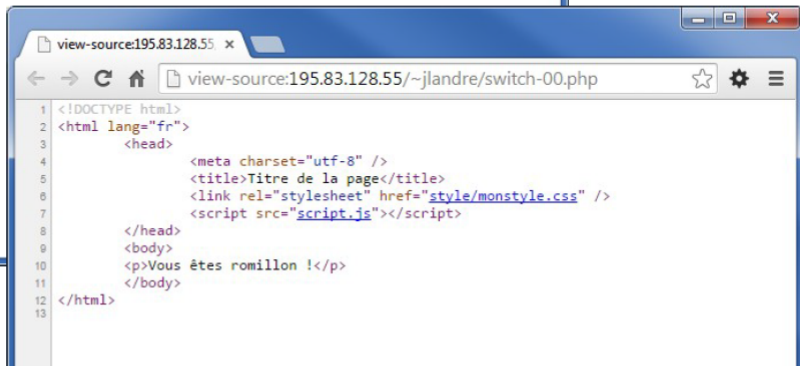 view-source:195.83.128.55
view-source:195.83.128.55/~jlandre/switch-00.php
1 <!DOCTYPE html>
2 <html lang="fr">
3 <head>
4 <meta charset="utf-8" />
5 <title>Titre de la page</title>
6 <link rel="stylesheet" href="style/monstyle.css" />
7 <script src="script.js"></script>
8 </head>
9 <body>
10 <p>Vous êtes romillon !</p>
11 </body>
12 </html>
13